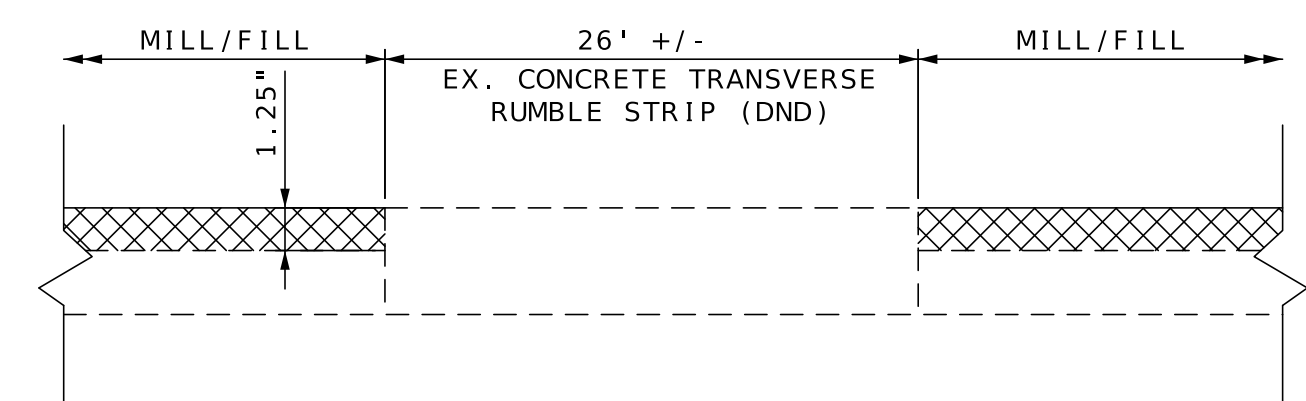 MILL/FILL
26' +/-
MILL/FILL
EX. CONCRETE TRANSVERSE
RUMBLE STRIP (DND)
1.25"